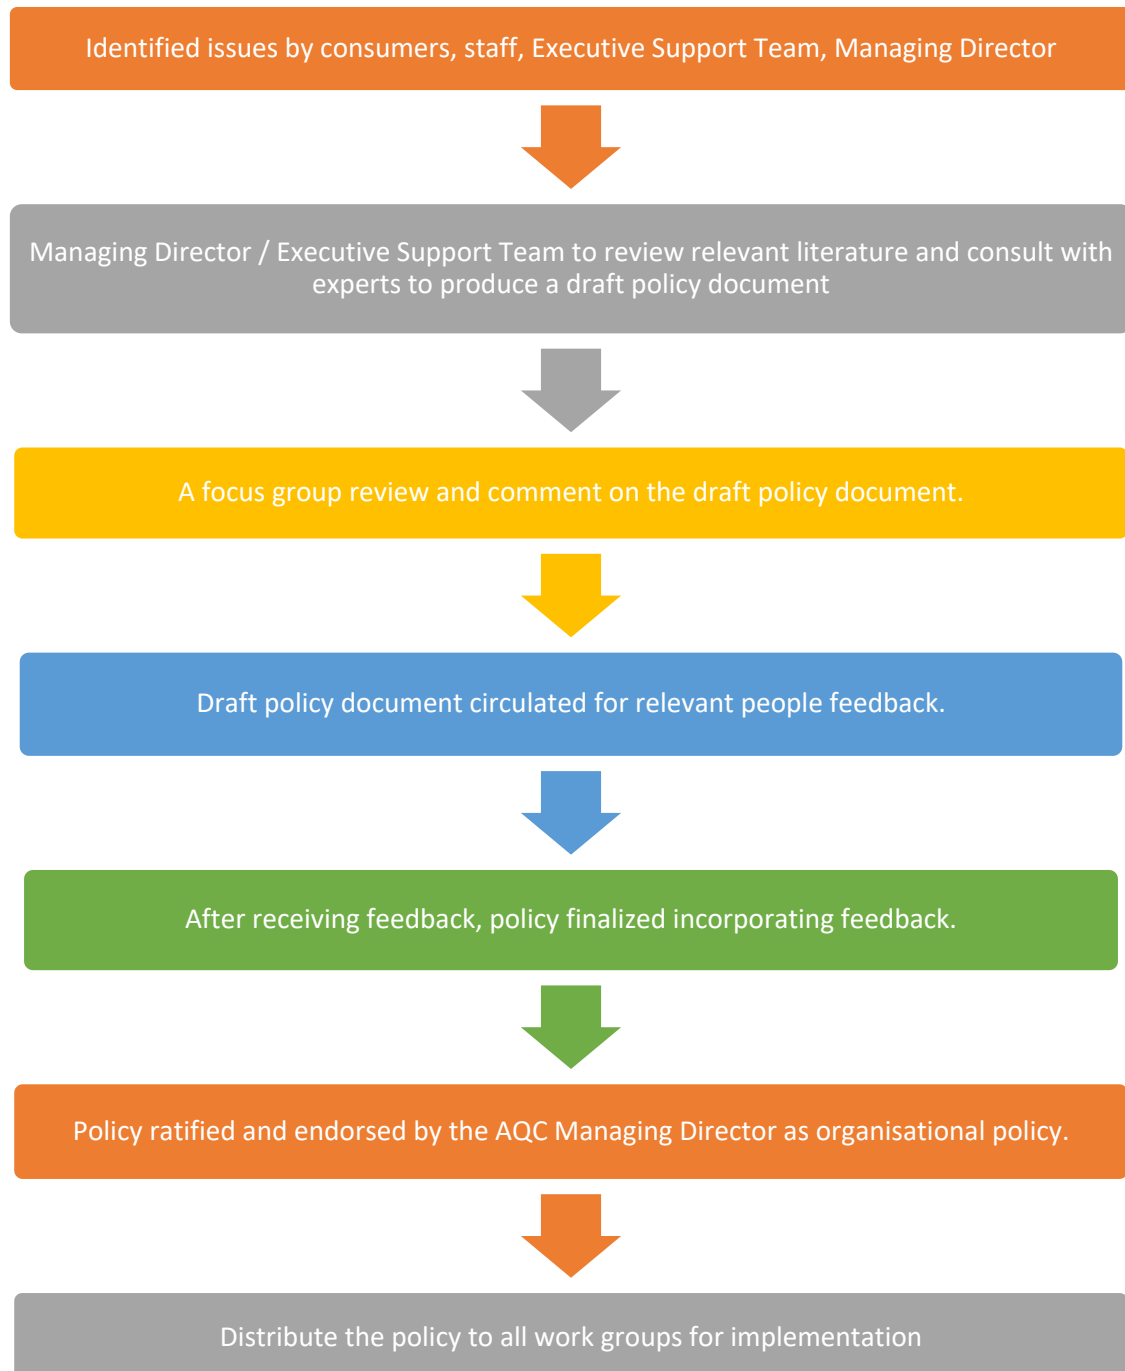 Identified issues by consumers, staff, Executive Support Team, Managing Director
Managing Director / Executive Support Team to review relevant literature and consult with
experts to produce a draft policy document
A focus group review and comment on the draft policy document.
Draft policy document circulated for relevant people feedback.
After receiving feedback, policy finalized incorporating feedback.
Policy ratified and endorsed by the AQC Managing Director as organisational policy.
Distribute the policy to all work groups for implementation